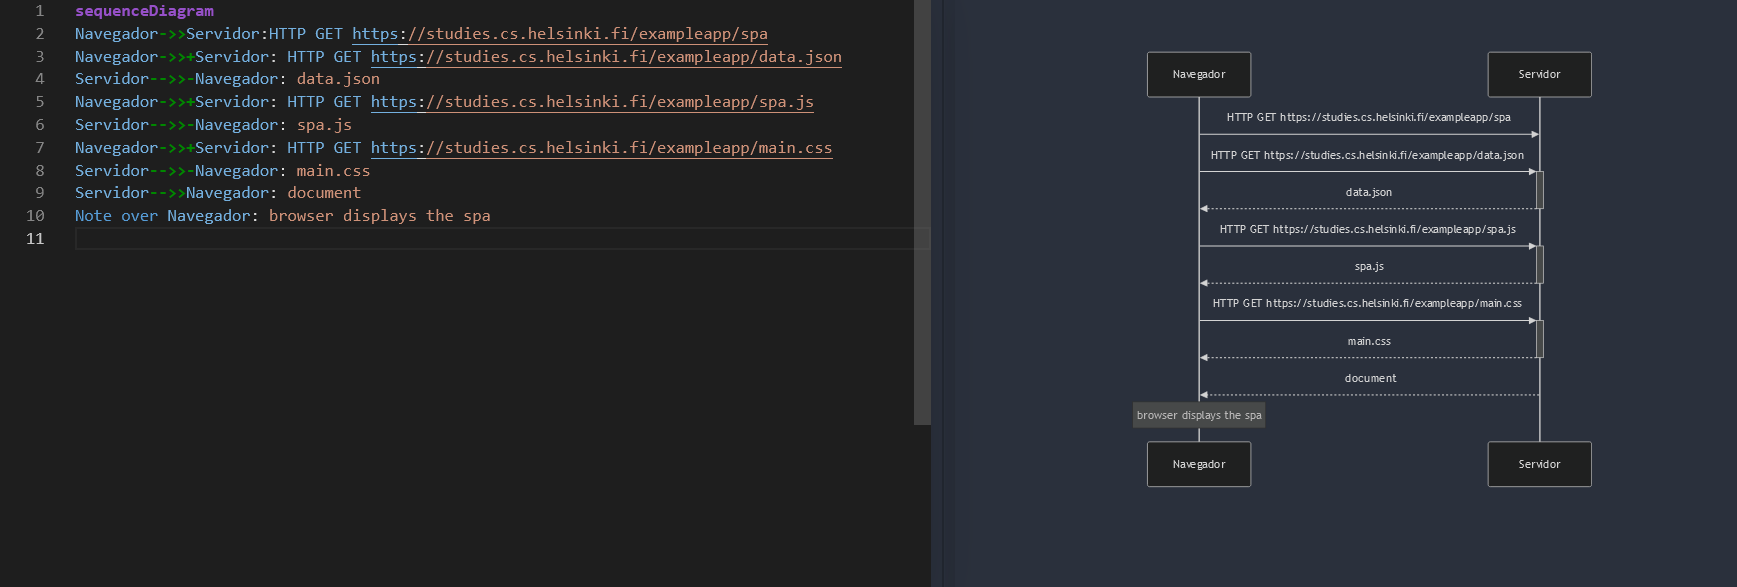 1 sequenceDiagram
2 Navegador->>Servidor:HTTP GET https://studies.cs.helsinki.fi/exampleapp/spa
3 Navegador->>+Servidor: HTTP GET https://studies.cs.helsinki.fi/exampleapp/data.json
4 Servidor-->>-Navegador: data.json
5 Navegador->>+Servidor: HTTP GET https://studies.cs.helsinki.fi/exampleapp/spa.js
6 Servidor-->>-Navegador: spa.js
7 Navegador->>+Servidor: HTTP GET https://studies.cs.helsinki.fi/exampleapp/main.css
8 Servidor-->>-Navegador: main.css
9 Servidor-->>Navegador: document
10 Note over Navegador: browser displays the spa
11
Navegador Servidor
HTTP GET https://studies.cs.helsinki.fi/exampleapp/spa
HTTP GET https://studies.cs.helsinki.fi/exampleapp/data.json
data.json
HTTP GET https://studies.cs.helsinki.fi/exampleapp/spa.js
spa.js
HTTP GET https://studies.cs.helsinki.fi/exampleapp/main.css
main.css
document
browser displays the spa
Navegador Servidor